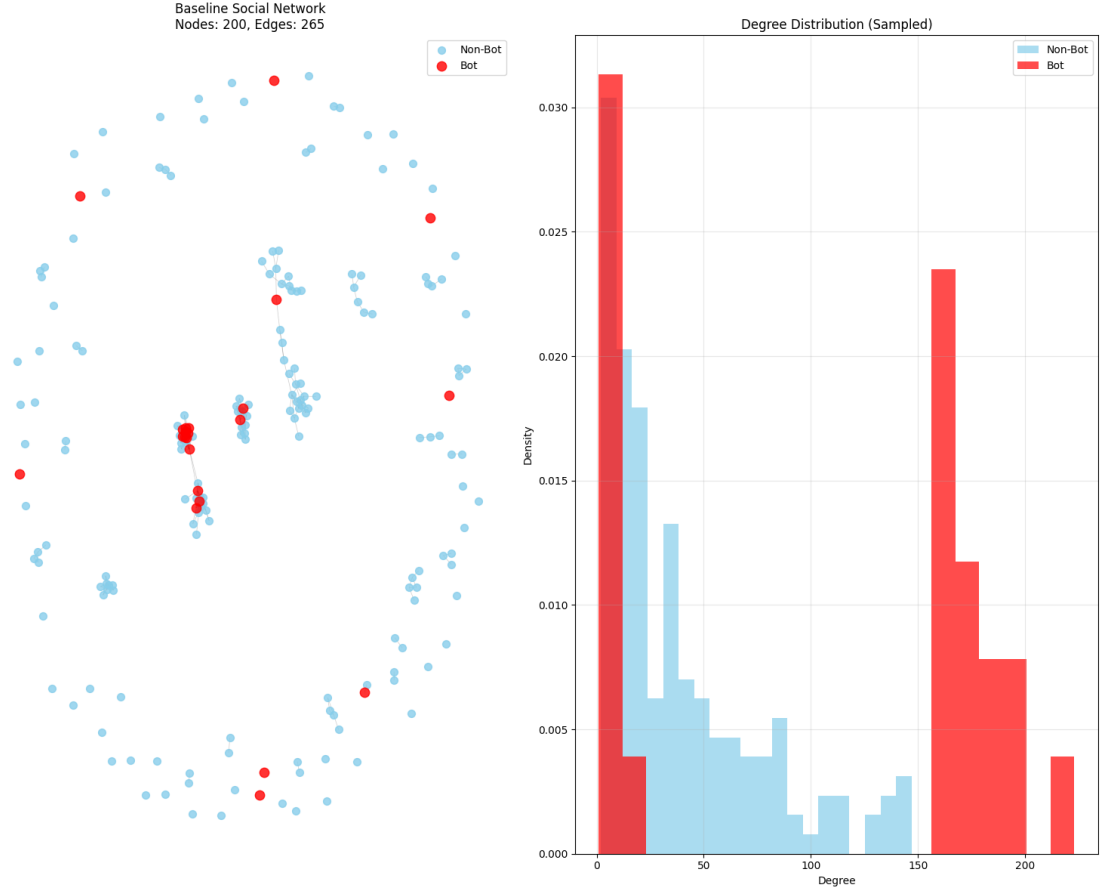 Baseline Social Network
Nodes: 200, Edges: 265
Non-Bot
Bot
Degree Distribution (Sampled)
Non-Bot
Bot
Density
0.030
0.025
0.020
0.015
0.010
0.005
0.000
0
50
100
150
200
Degree